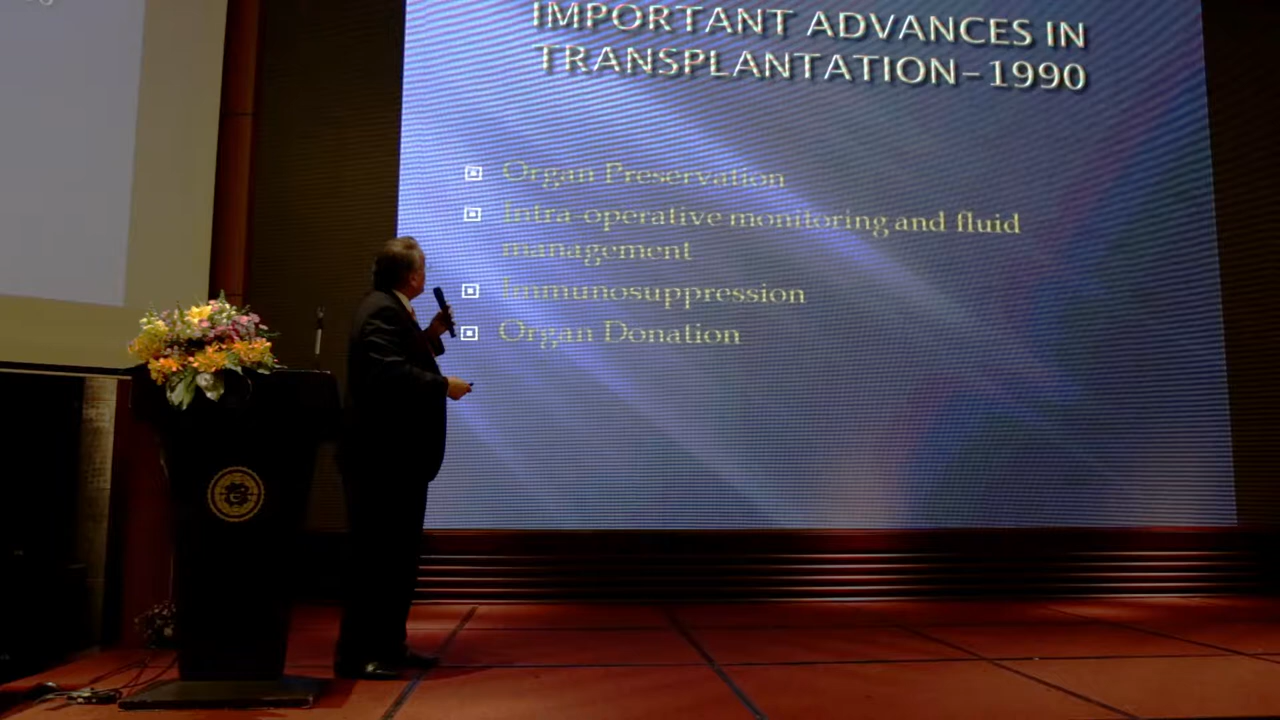 IMPORTANT ADVANCES IN
TRANSPLANTATION-1990
Organ Preservation
Intra-operative monitoring and fluid
management
Immunosuppression
Organ Donation